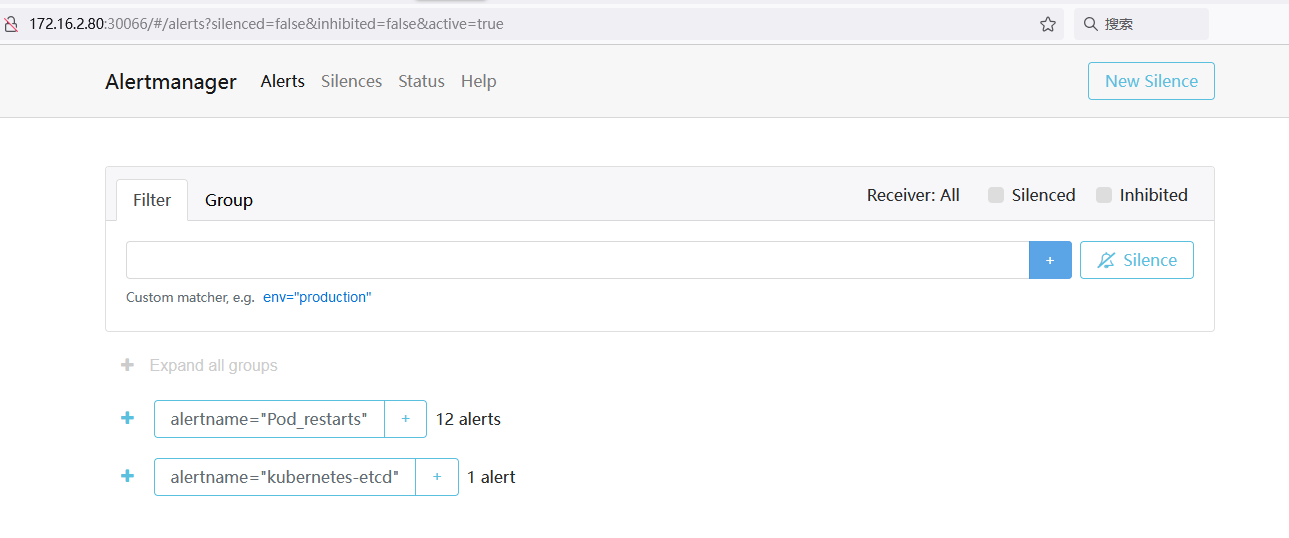 172.16.2.80:30066/#/alerts?silenced=false&inhibited=false&active=true 搜索
Alertmanager Alerts Silences Status Help New Silence
Filter Group Receiver: All Silenced Inhibited
+ Silence
Custom matcher, e.g. env="production"
+ Expand all groups
+ alertname="Pod_restarts" + 12 alerts
+ alertname="kubernetes-etcd" + 1 alert